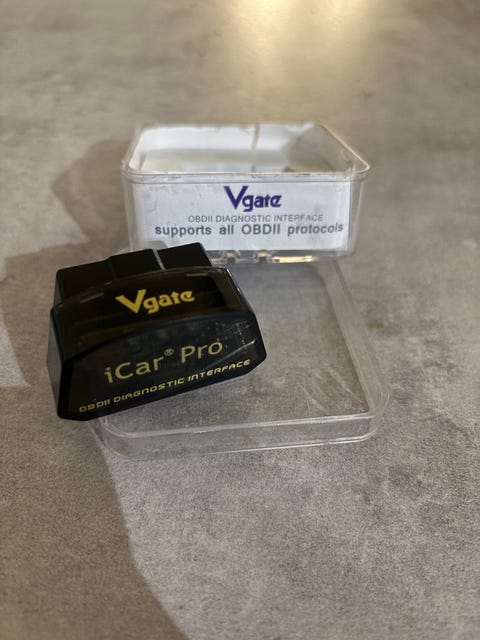 Vgate
OBDII DIAGNOSTIC INTERFACE
supports all OBDII protocols
Vgate
iCar® Pro
OBDII DIAGNOSTIC INTERFACE